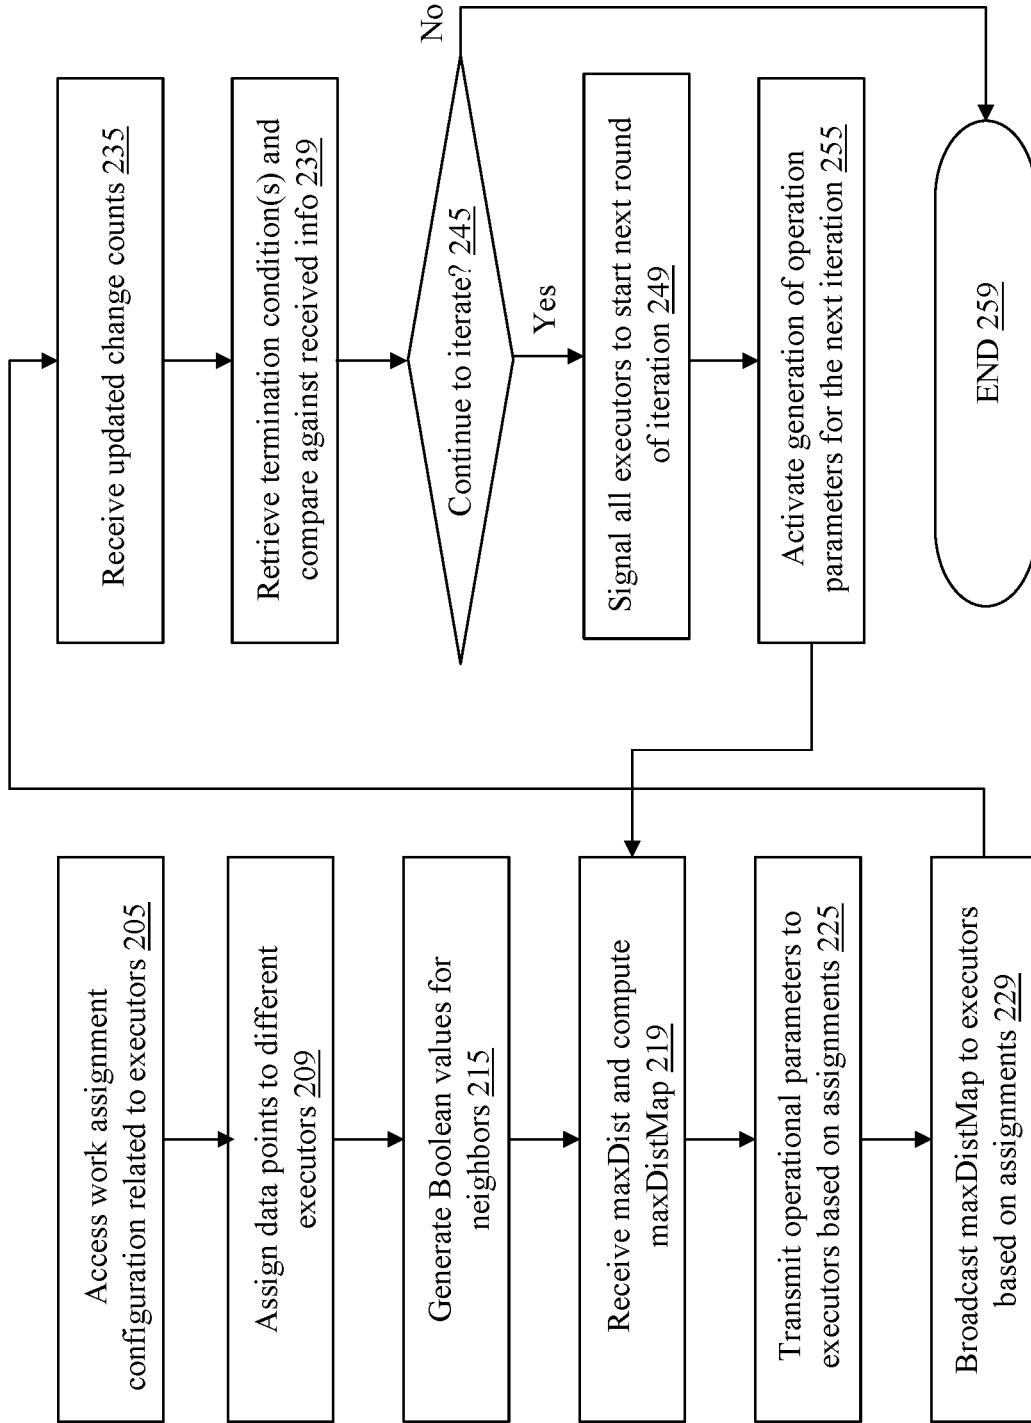 Access work assignment
configuration related to executors 205
Assign data points to different
executors 209
Generate Boolean values for
neighbors 215
Receive maxDist and compute
maxDistMap 219
Transmit operational parameters to
executors based on assignments 225
Broadcast maxDistMap to executors
based on assignments 229
Receive updated change counts 235
Retrieve termination condition(s) and
compare against received info 239
Continue to iterate? 245
No
Yes
Signal all executors to start next round
of iteration 249
Activate generation of operation
parameters for the next iteration 255
END 259